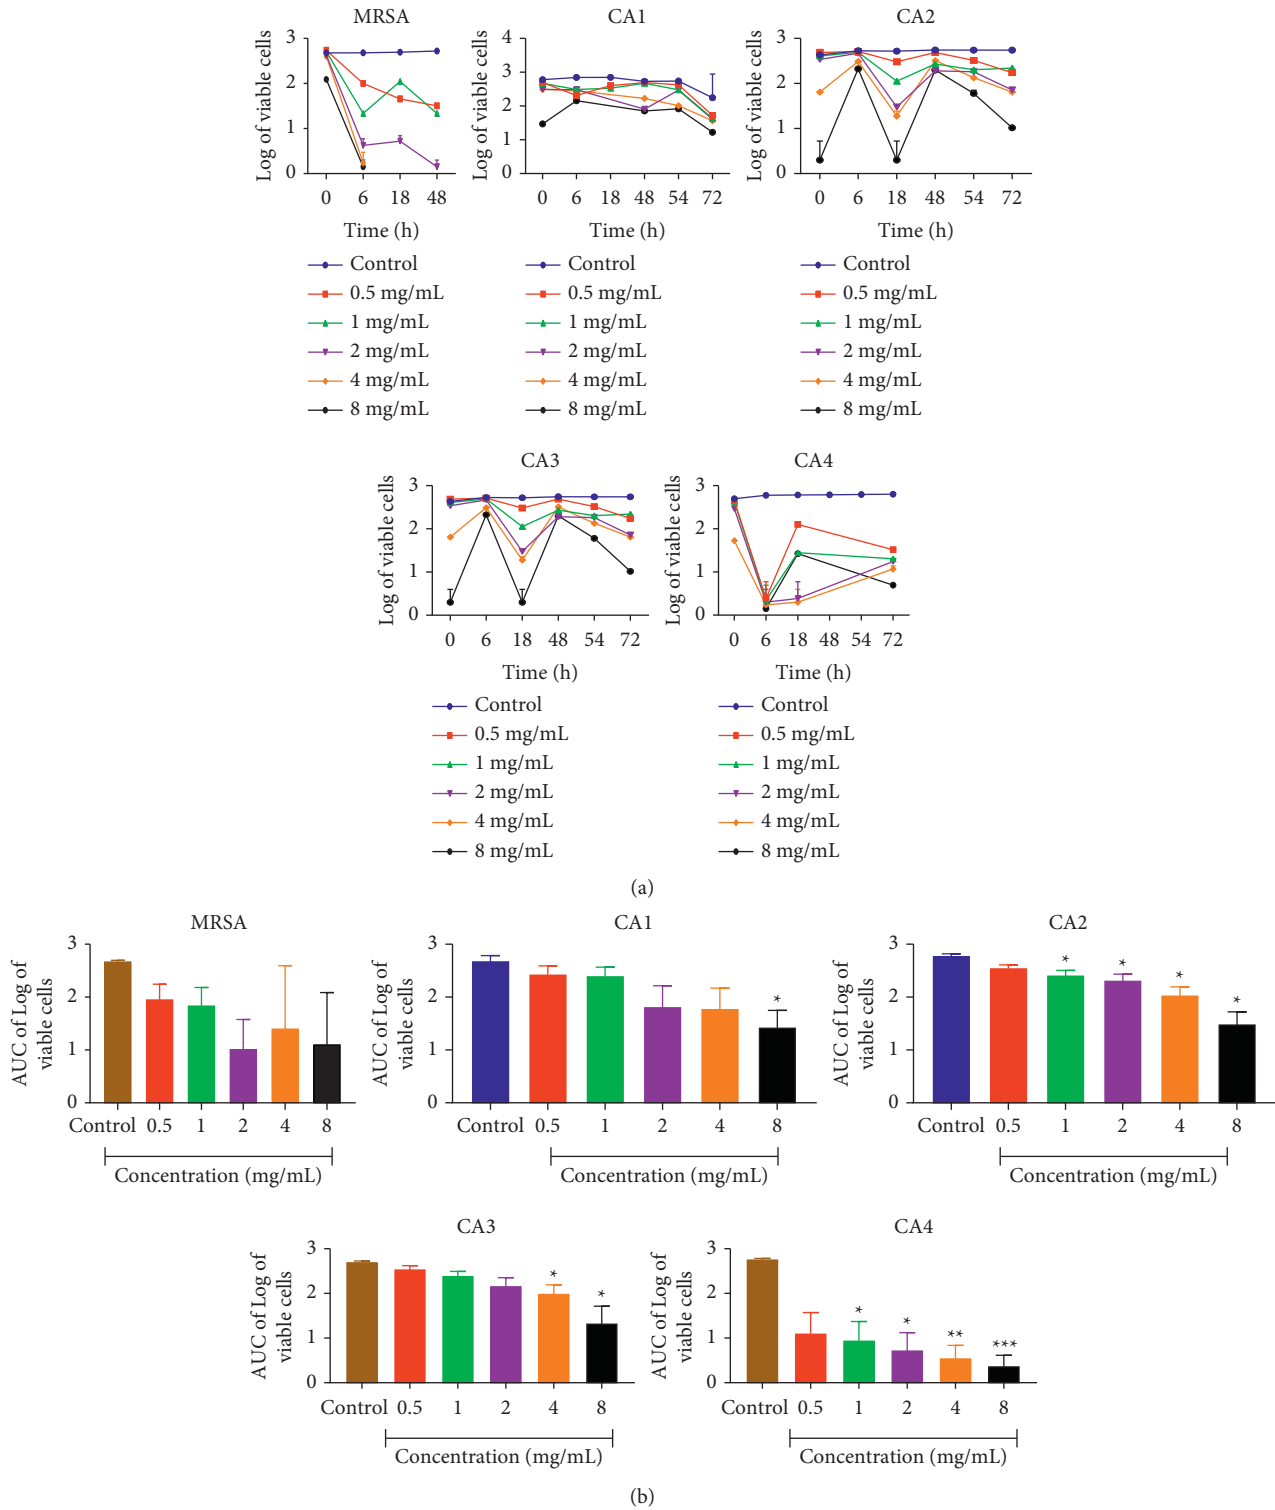 MRSA
Log of viable cells
3
2
1
0
0 6 18 48
Time (h)
Control
0.5 mg/mL
1 mg/mL
2 mg/mL
4 mg/mL
8 mg/mL
CA1
Log of viable cells
4
3
2
1
0
0 6 18 48 54 72
Time (h)
Control
0.5 mg/mL
1 mg/mL
2 mg/mL
4 mg/mL
8 mg/mL
CA2
Log of viable cells
3
2
1
0
0 6 18 48 54 72
Time (h)
Control
0.5 mg/mL
1 mg/mL
2 mg/mL
4 mg/mL
8 mg/mL
CA3
Log of viable cells
3
2
1
0
0 6 18 48 54 72
Time (h)
Control
0.5 mg/mL
1 mg/mL
2 mg/mL
4 mg/mL
8 mg/mL
CA4
Log of viable cells
3
2
1
0
0 6 18 48 54 72
Time (h)
Control
0.5 mg/mL
1 mg/mL
2 mg/mL
4 mg/mL
8 mg/mL
(a)
MRSA
AUC of Log of
viable cells
3
2
1
0
Control 0.5 1 2 4 8
Concentration (mg/mL)
CA1
AUC of Log of
viable cells
3
2
1
0
*
Control 0.5 1 2 4 8
Concentration (mg/mL)
CA2
AUC of Log of
viable cells
3
2
1
0
* * * *
Control 0.5 1 2 4 8
Concentration (mg/mL)
CA3
AUC of Log of
viable cells
3
2
1
0
* *
Control 0.5 1 2 4 8
Concentration (mg/mL)
CA4
AUC of Log of
viable cells
3
2
1
0
* * ** ***
Control 0.5 1 2 4 8
Concentration (mg/mL)
(b)